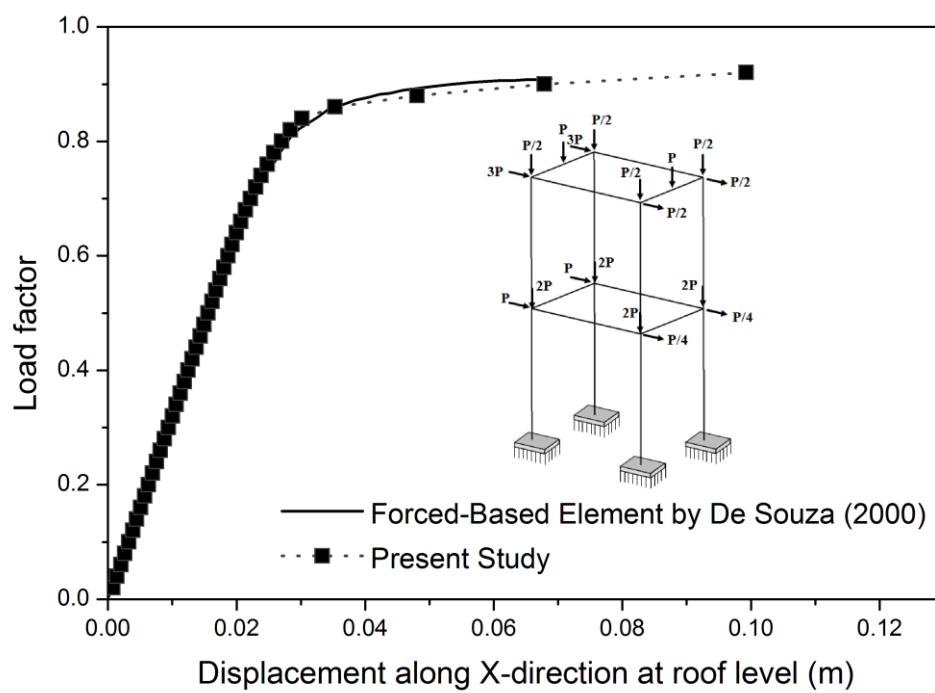 1.0
0.8
0.6
0.4
0.2
0.0
Load factor
P/2
P
3P
P/2
P/2
P
P/2
3P
P/2
P/2
P
2P
2P
P
2P
2P
P/4
P/4
Forced-Based Element by De Souza (2000)
Present Study
0.00 0.02 0.04 0.06 0.08 0.10 0.12
Displacement along X-direction at roof level (m)